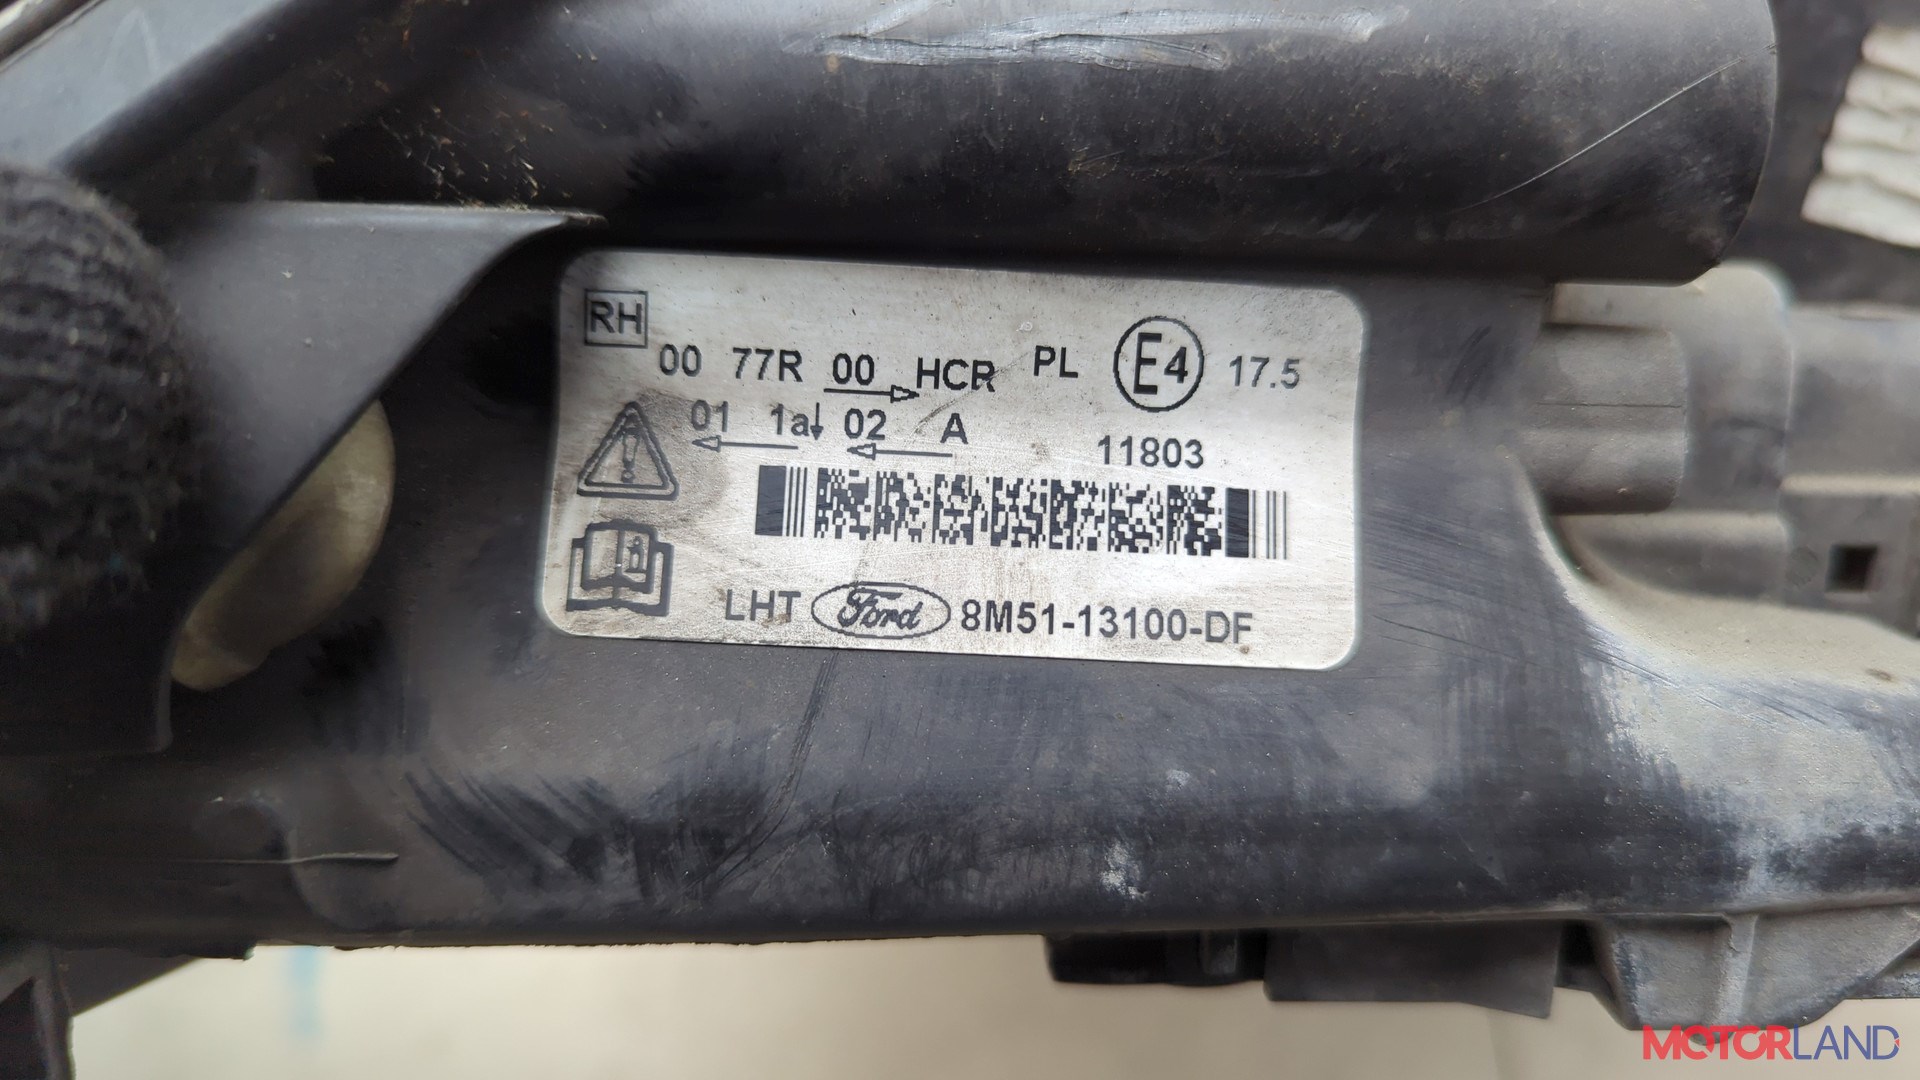 RH
00 77R 00 HCR PL E4 17.5
01 1a 02 A 11803
LHT Ford 8M51-13100-DF
MOTORLAND